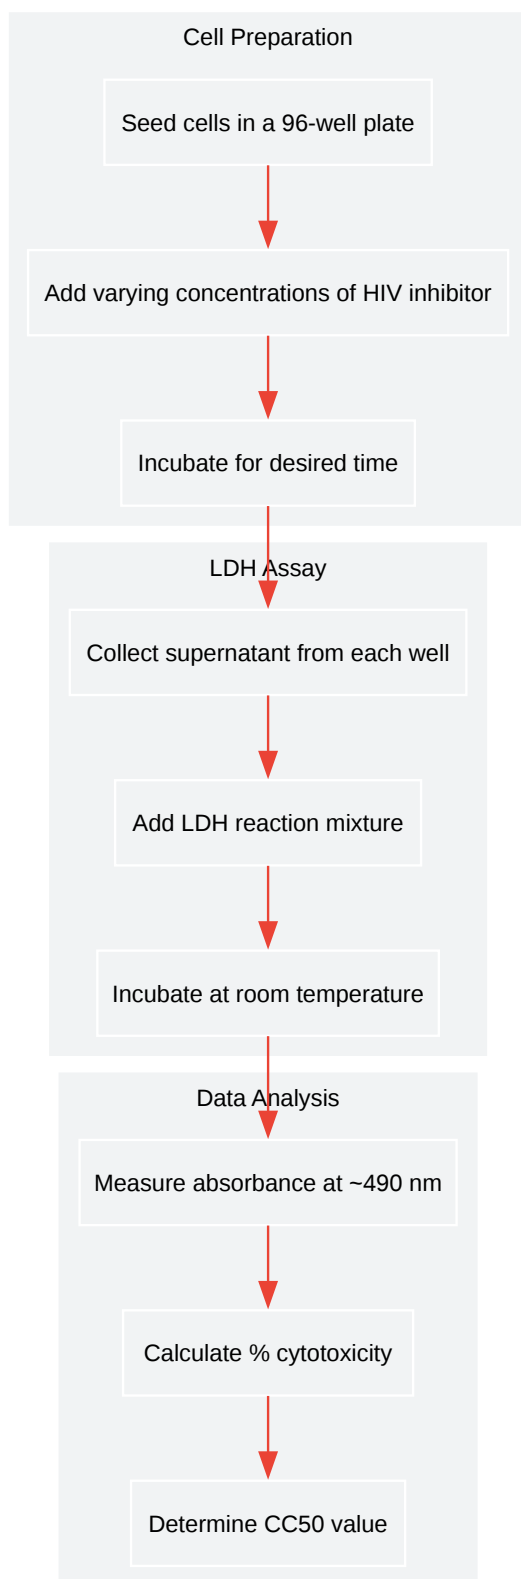 Cell Preparation
Seed cells in a 96-well plate
Add varying concentrations of HIV inhibitor
Incubate for desired time
LDH Assay
Collect supernatant from each well
Add LDH reaction mixture
Incubate at room temperature
Data Analysis
Measure absorbance at ~490 nm
Calculate % cytotoxicity
Determine CC50 value